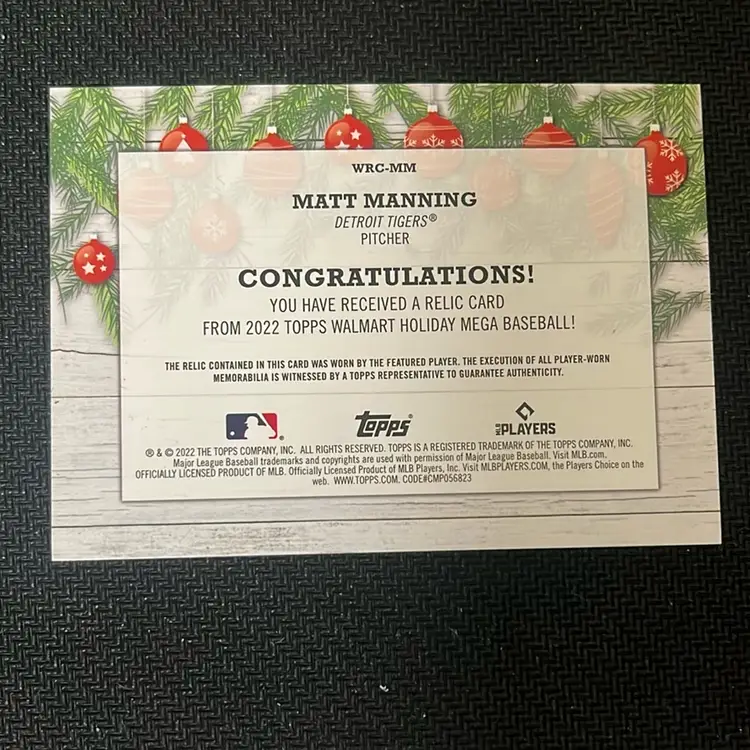 WRC-MM
MATT MANNING
DETROIT TIGERS®
PITCHER
CONGRATULATIONS!
YOU HAVE RECEIVED A RELIC CARD
FROM 2022 TOPPS WALMART HOLIDAY MEGA BASEBALL!
THE RELIC CONTAINED IN THIS CARD WAS WORN BY THE FEATURED PLAYER. THE EXECUTION OF ALL PLAYER-WORN
MEMORABILIA IS WITNESSED BY A TOPPS REPRESENTATIVE TO GUARANTEE AUTHENTICITY.
® Topps® MLB PLAYERS
® & © 2022 THE TOPPS COMPANY, INC. ALL RIGHTS RESERVED. TOPPS IS A REGISTERED TRADEMARK OF THE TOPPS COMPANY, INC.
Major League Baseball trademarks and copyrights are used with permission of Major League Baseball. Visit MLB.com.
OFFICIALLY LICENSED PRODUCT OF MLB. Officially Licensed Product of MLB Players, Inc. Visit MLBPLAYERS.COM, the Players Choice on the
web. WWW.TOPPS.COM. CODE#CMP056823